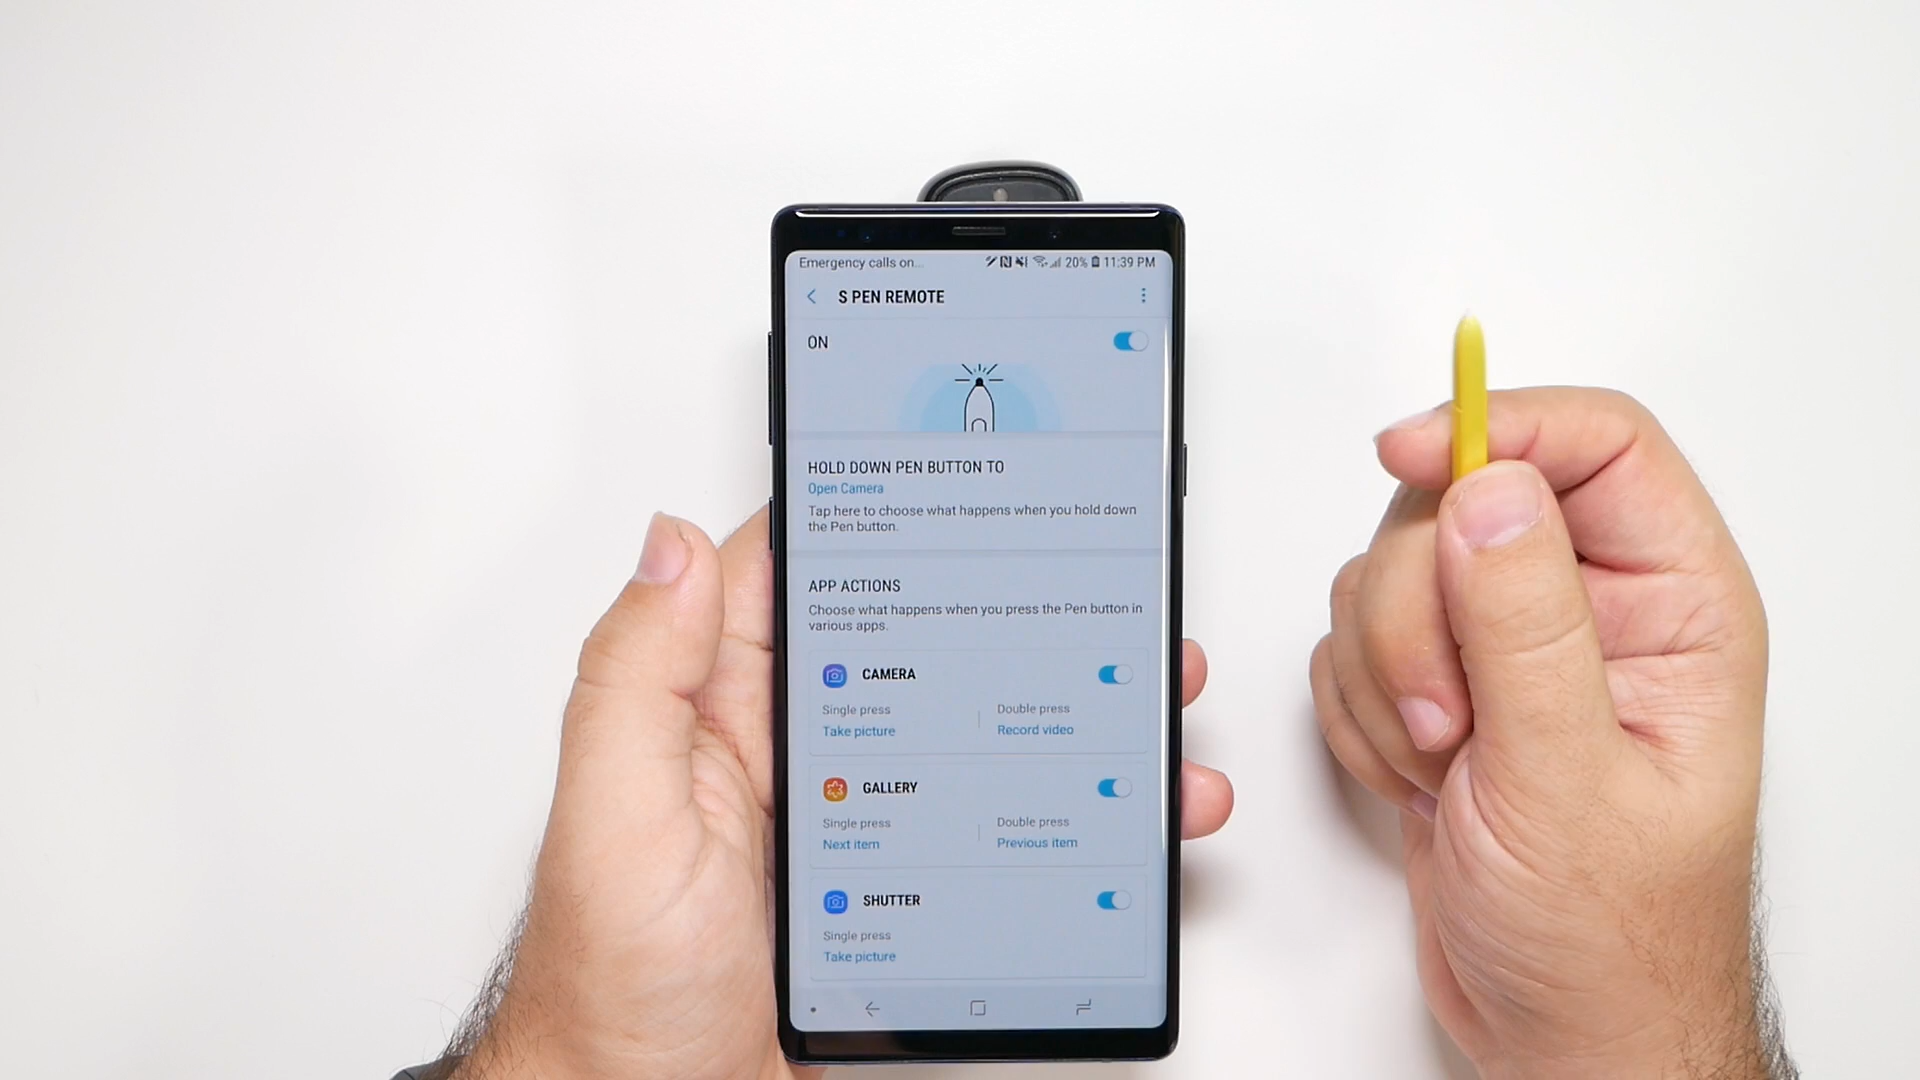 Emergency calls on... 20% 11:39 PM
S PEN REMOTE
ON
HOLD DOWN PEN BUTTON TO
Open Camera
Tap here to choose what happens when you hold down
the Pen button.
APP ACTIONS
Choose what happens when you press the Pen button in
various apps.
CAMERA
Single press Double press
Take picture Record video
GALLERY
Single press Double press
Next item Previous item
SHUTTER
Single press
Take picture